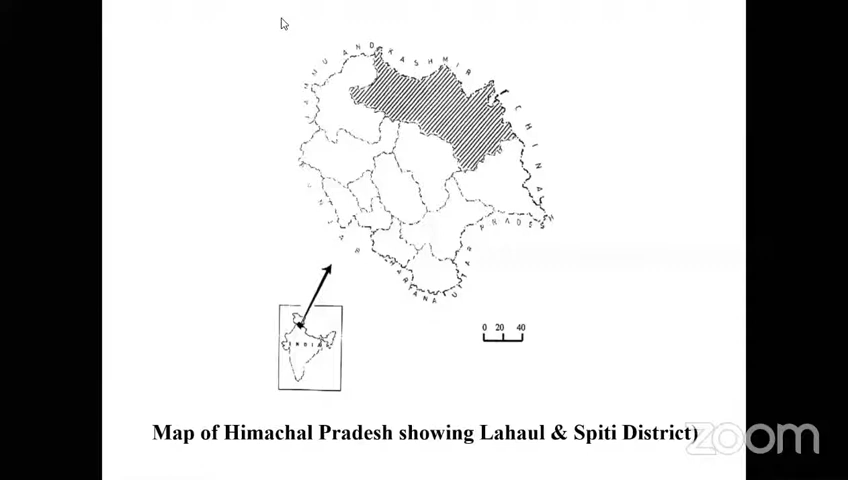 JAMMU AND KASHMIR
CHINA
UTTAR PRADESH
HARYANA
INDIA
0 20 40
Map of Himachal Pradesh showing Lahaul & Spiti District)
zoom